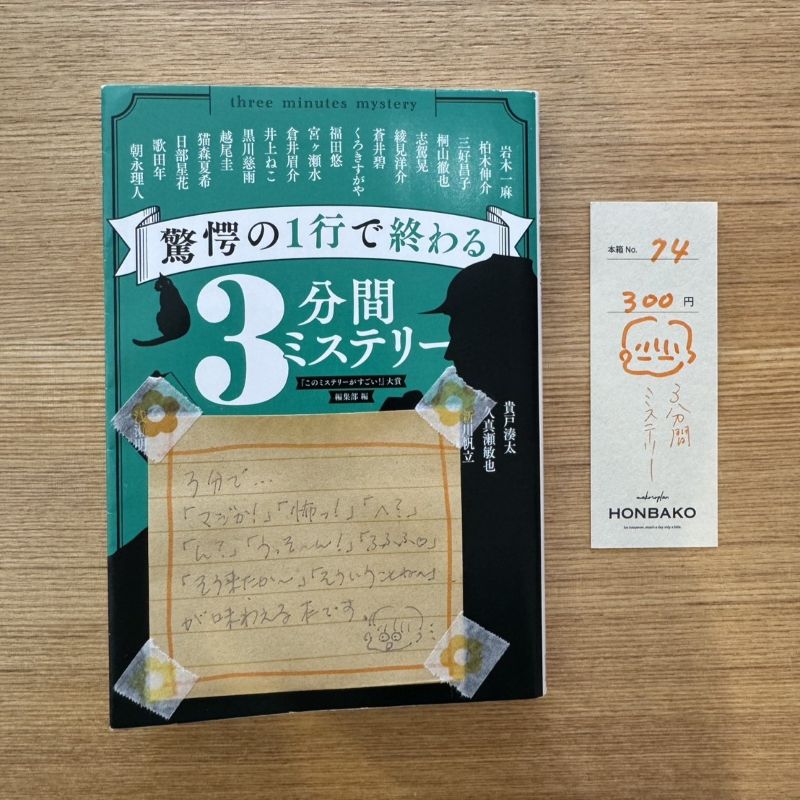 three minutes mystery
岩木一麻
柏木伸介
三好昌子
桐山徹也
志駕晃
綾見洋介
蒼井碧
くろきすがや
福田悠
宮ヶ瀬水
倉井眉介
井上ねこ
黒川慈雨
越尾圭
猫森夏希
日部星花
歌田年
朝永理人
驚愕の1行で終わる
3分間
ミステリー
『このミステリーがすごい!』大賞
編集部 編
貴戸湊太
入真瀬敏也
新川帆立
3分で…
「マジか!」「怖っ!」「へ?」
「ん?」「うっそ〜ん!」「ふふふ♡」
「そう来たか〜」「そういうことね〜」
が味わえる本です
本箱 No. 74
300 円
3分間
ミステリー
HONBAKO